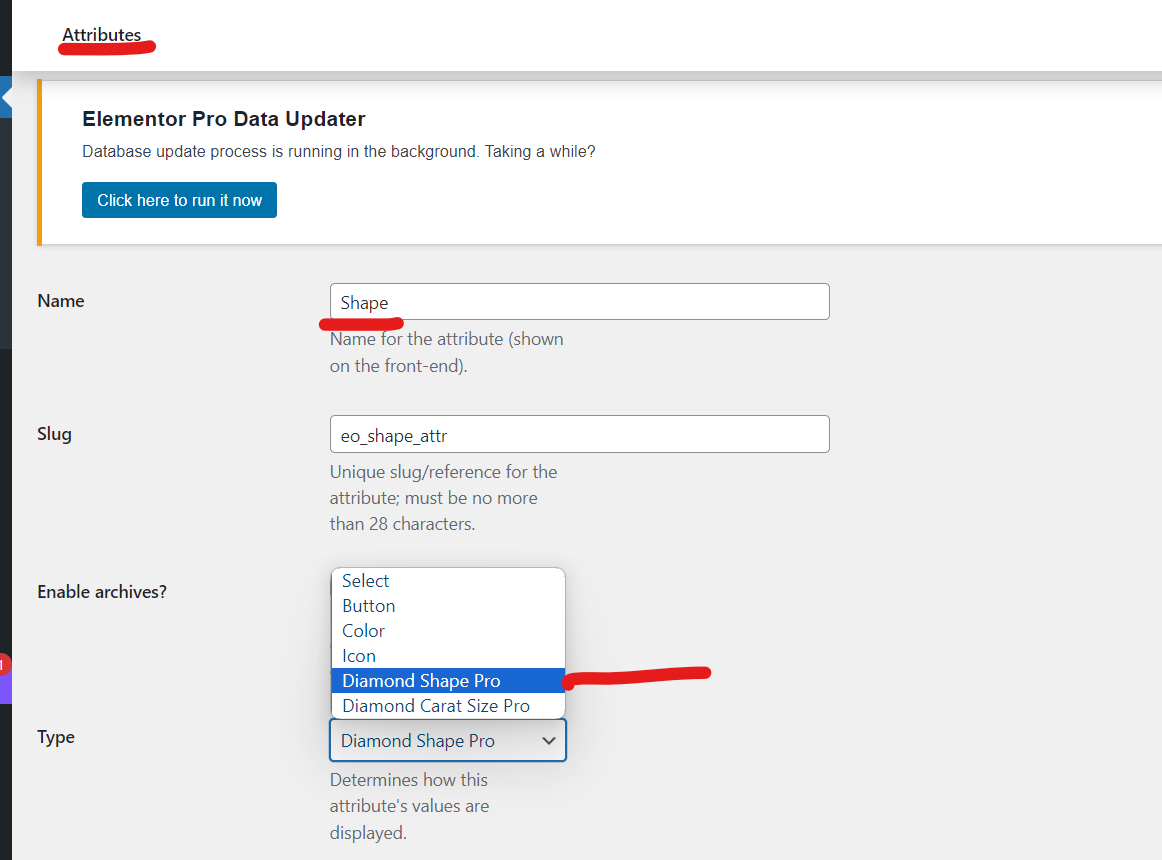 Attributes
Elementor Pro Data Updater
Database update process is running in the background. Taking a while?
Click here to run it now
Name
Shape
Name for the attribute (shown
on the front-end).
Slug
eo_shape_attr
Unique slug/reference for the
attribute; must be no more
than 28 characters.
Enable archives?
Select
Button
Color
Icon
Diamond Shape Pro
Diamond Carat Size Pro
1
Type
Diamond Shape Pro
Determines how this
attribute's values are
displayed.